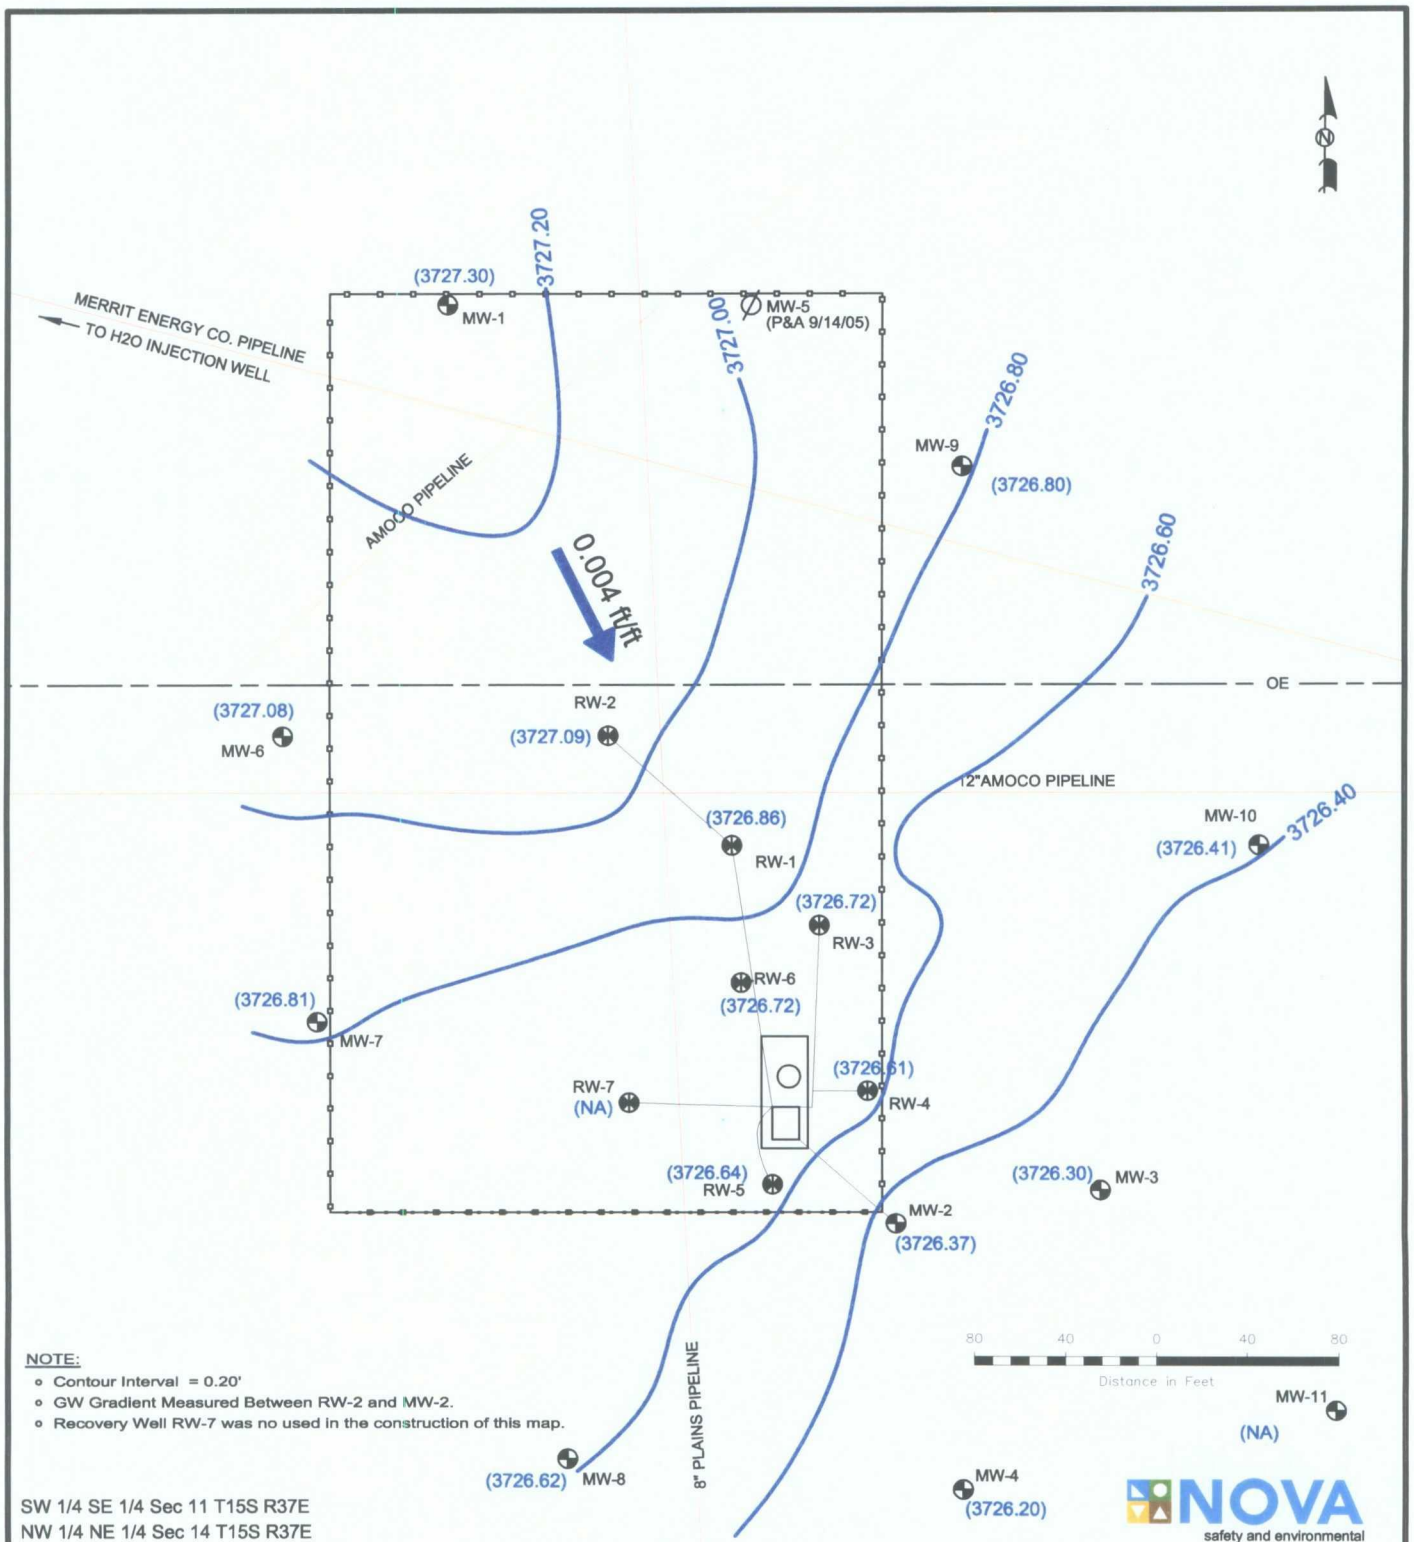 3727.20
(3727.30)
MW-1
MERRIT ENERGY CO. PIPELINE
TO H2O INJECTION WELL
3727.00
MW-5
(P&A 9/14/05)
N
3726.80
MW-9
(3726.80)
AMOCO PIPELINE
3726.60
0.004 ft/ft
OE
RW-2
(3727.08)
(3727.09)
MW-6
12"AMOCO PIPELINE
3726.40
MW-10
(3726.86)
(3726.41)
RW-1
(3726.72)
RW-3
RW-6
(3726.72)
(3726.81)
MW-7
(3726.61)
RW-7
(NA)
RW-4
(3726.64)
RW-5
(3726.30)
MW-3
MW-2
(3726.37)
80 40 0 40 80
Distance in Feet
NOTE:
Contour Interval = 0.20'
GW Gradient Measured Between RW-2 and MW-2.
Recovery Well RW-7 was no used in the construction of this map.
8" PLAINS PIPELINE
MW-11
(NA)
(3726.62)
MW-8
MW-4
(3726.20)
SW 1/4 SE 1/4 Sec 11 T15S R37E
NW 1/4 NE 1/4 Sec 14 T15S R37E
NOVA
safety and environmental